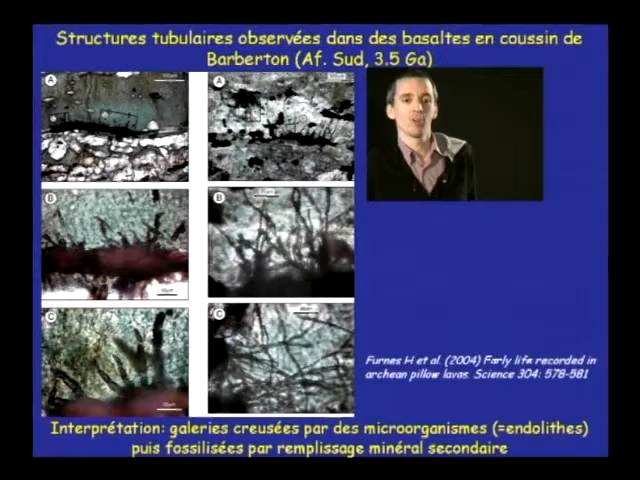 Structures tubulaires observées dans des basaltes en coussin de
Barberton (Af. Sud, 3.5 Ga)
A
A
B
B
C
C
Furnes H et al. (2004) Early life recorded in
archean pillow lavas. Science 304: 578-581
Interprétation: galeries creusées par des microorganismes (=endolithes)
puis fossilisées par remplissage minéral secondaire